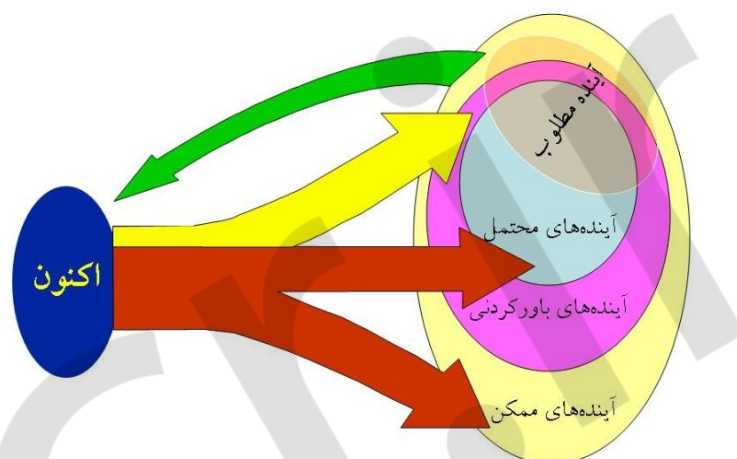 آینده مطلوب
آینده‌های محتمل
اکنون
آینده‌های باورکردنی
آینده‌های ممکن